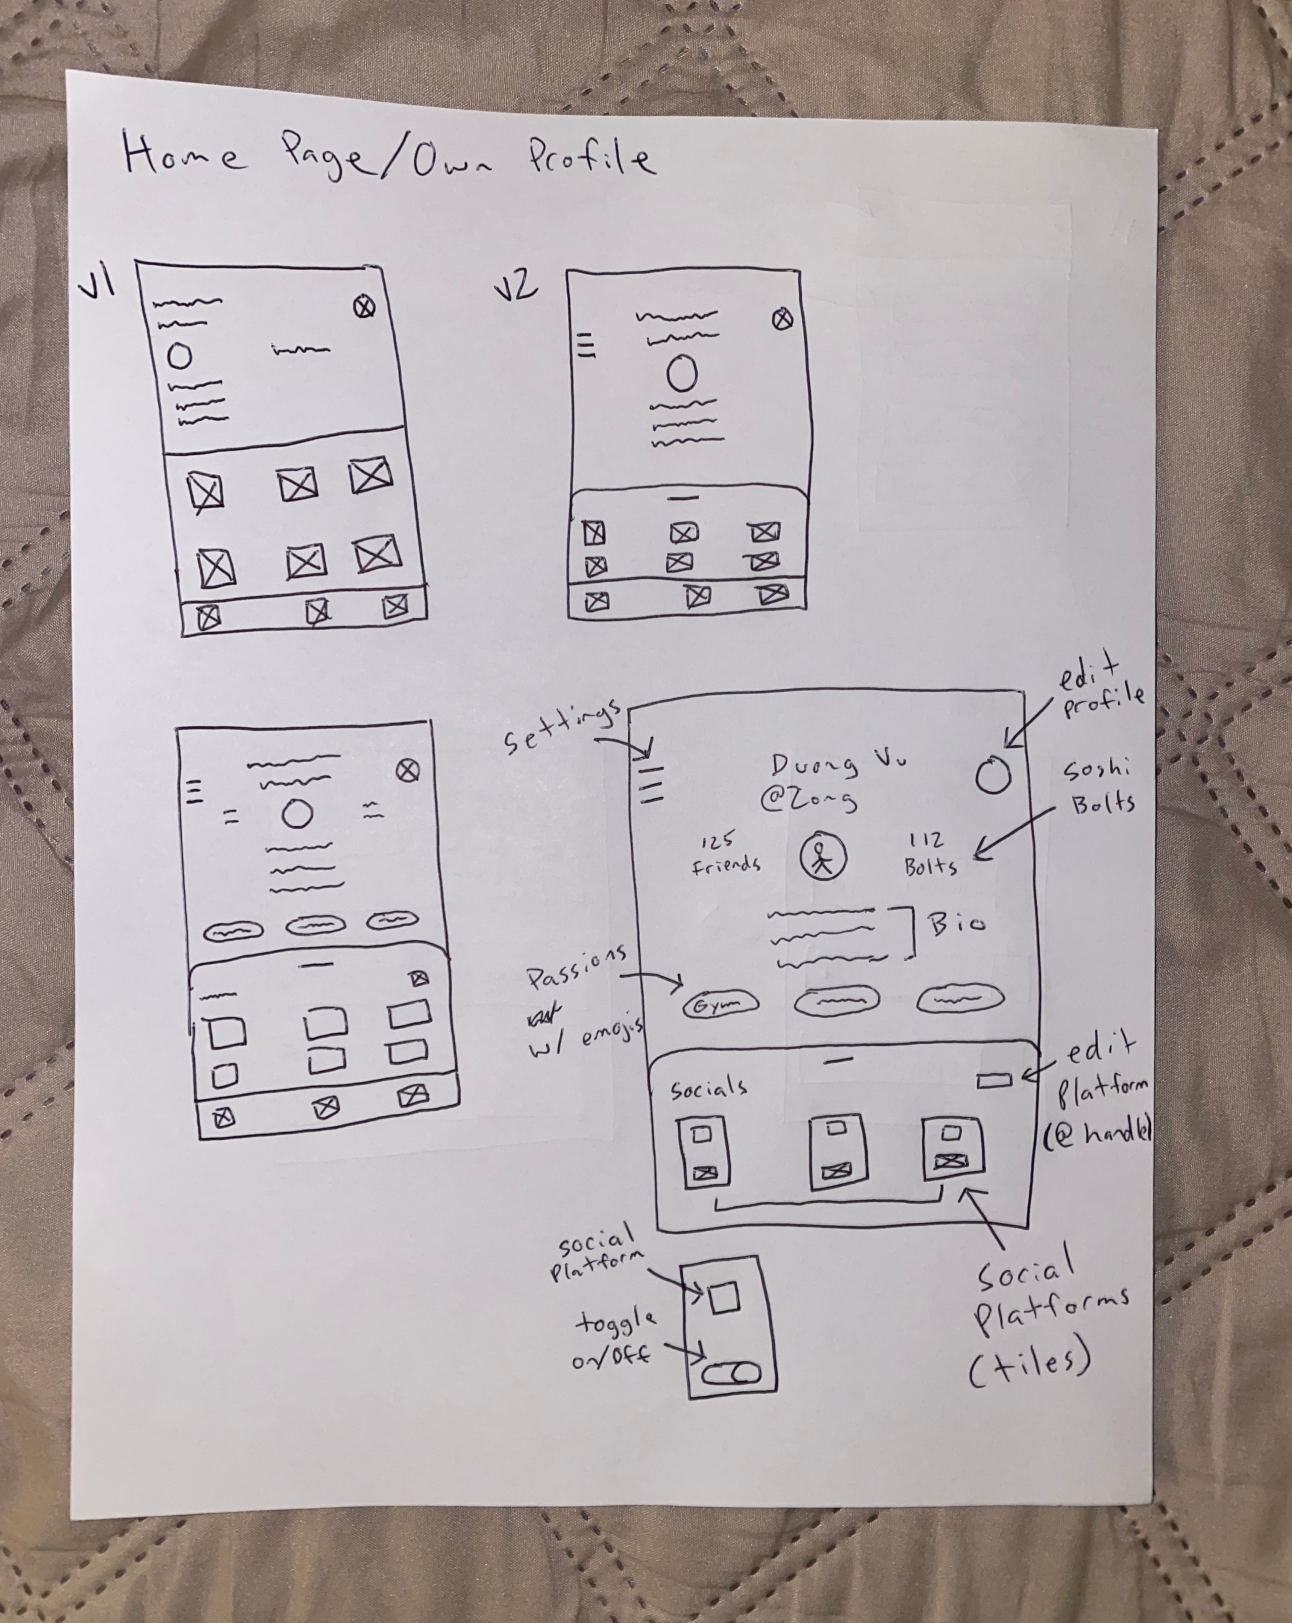 Home Page/Own Profile
v1
v2
Settings
edit
profile
Duong Vu
@Zong
Soshi
Bolts
125
Friends
112
Bolts
Bio
Passions
w/ emojis
Gym
Socials
edit
Platform
(@ handle)
social
Platform
toggle
on/off
Social
Platforms
(tiles)